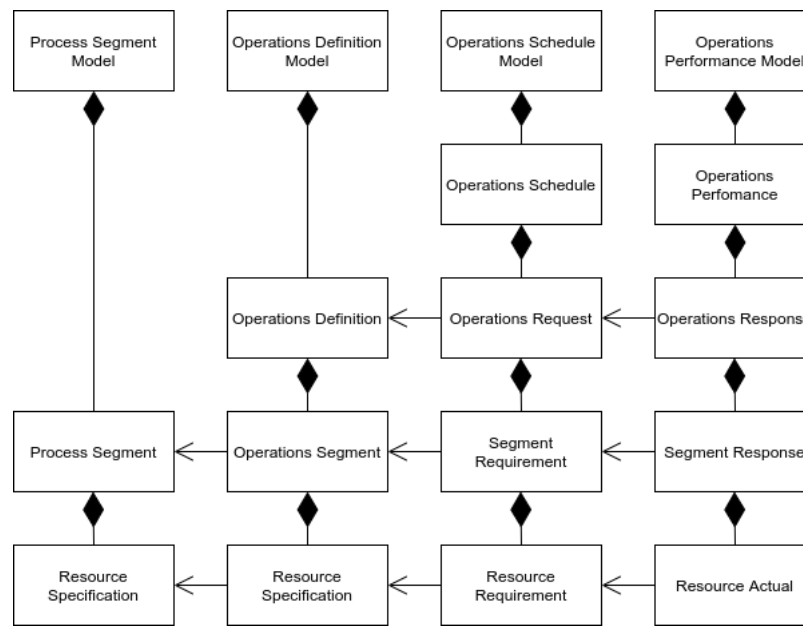 Process Segment
Model
Operations Definition
Model
Operations Schedule
Model
Operations
Performance Model
Operations Schedule
Operations
Perfomance
Operations Definition
Operations Request
Operations Respons
Process Segment
Operations Segment
Segment
Requirement
Segment Response
Resource
Specification
Resource
Specification
Resource
Requirement
Resource Actual